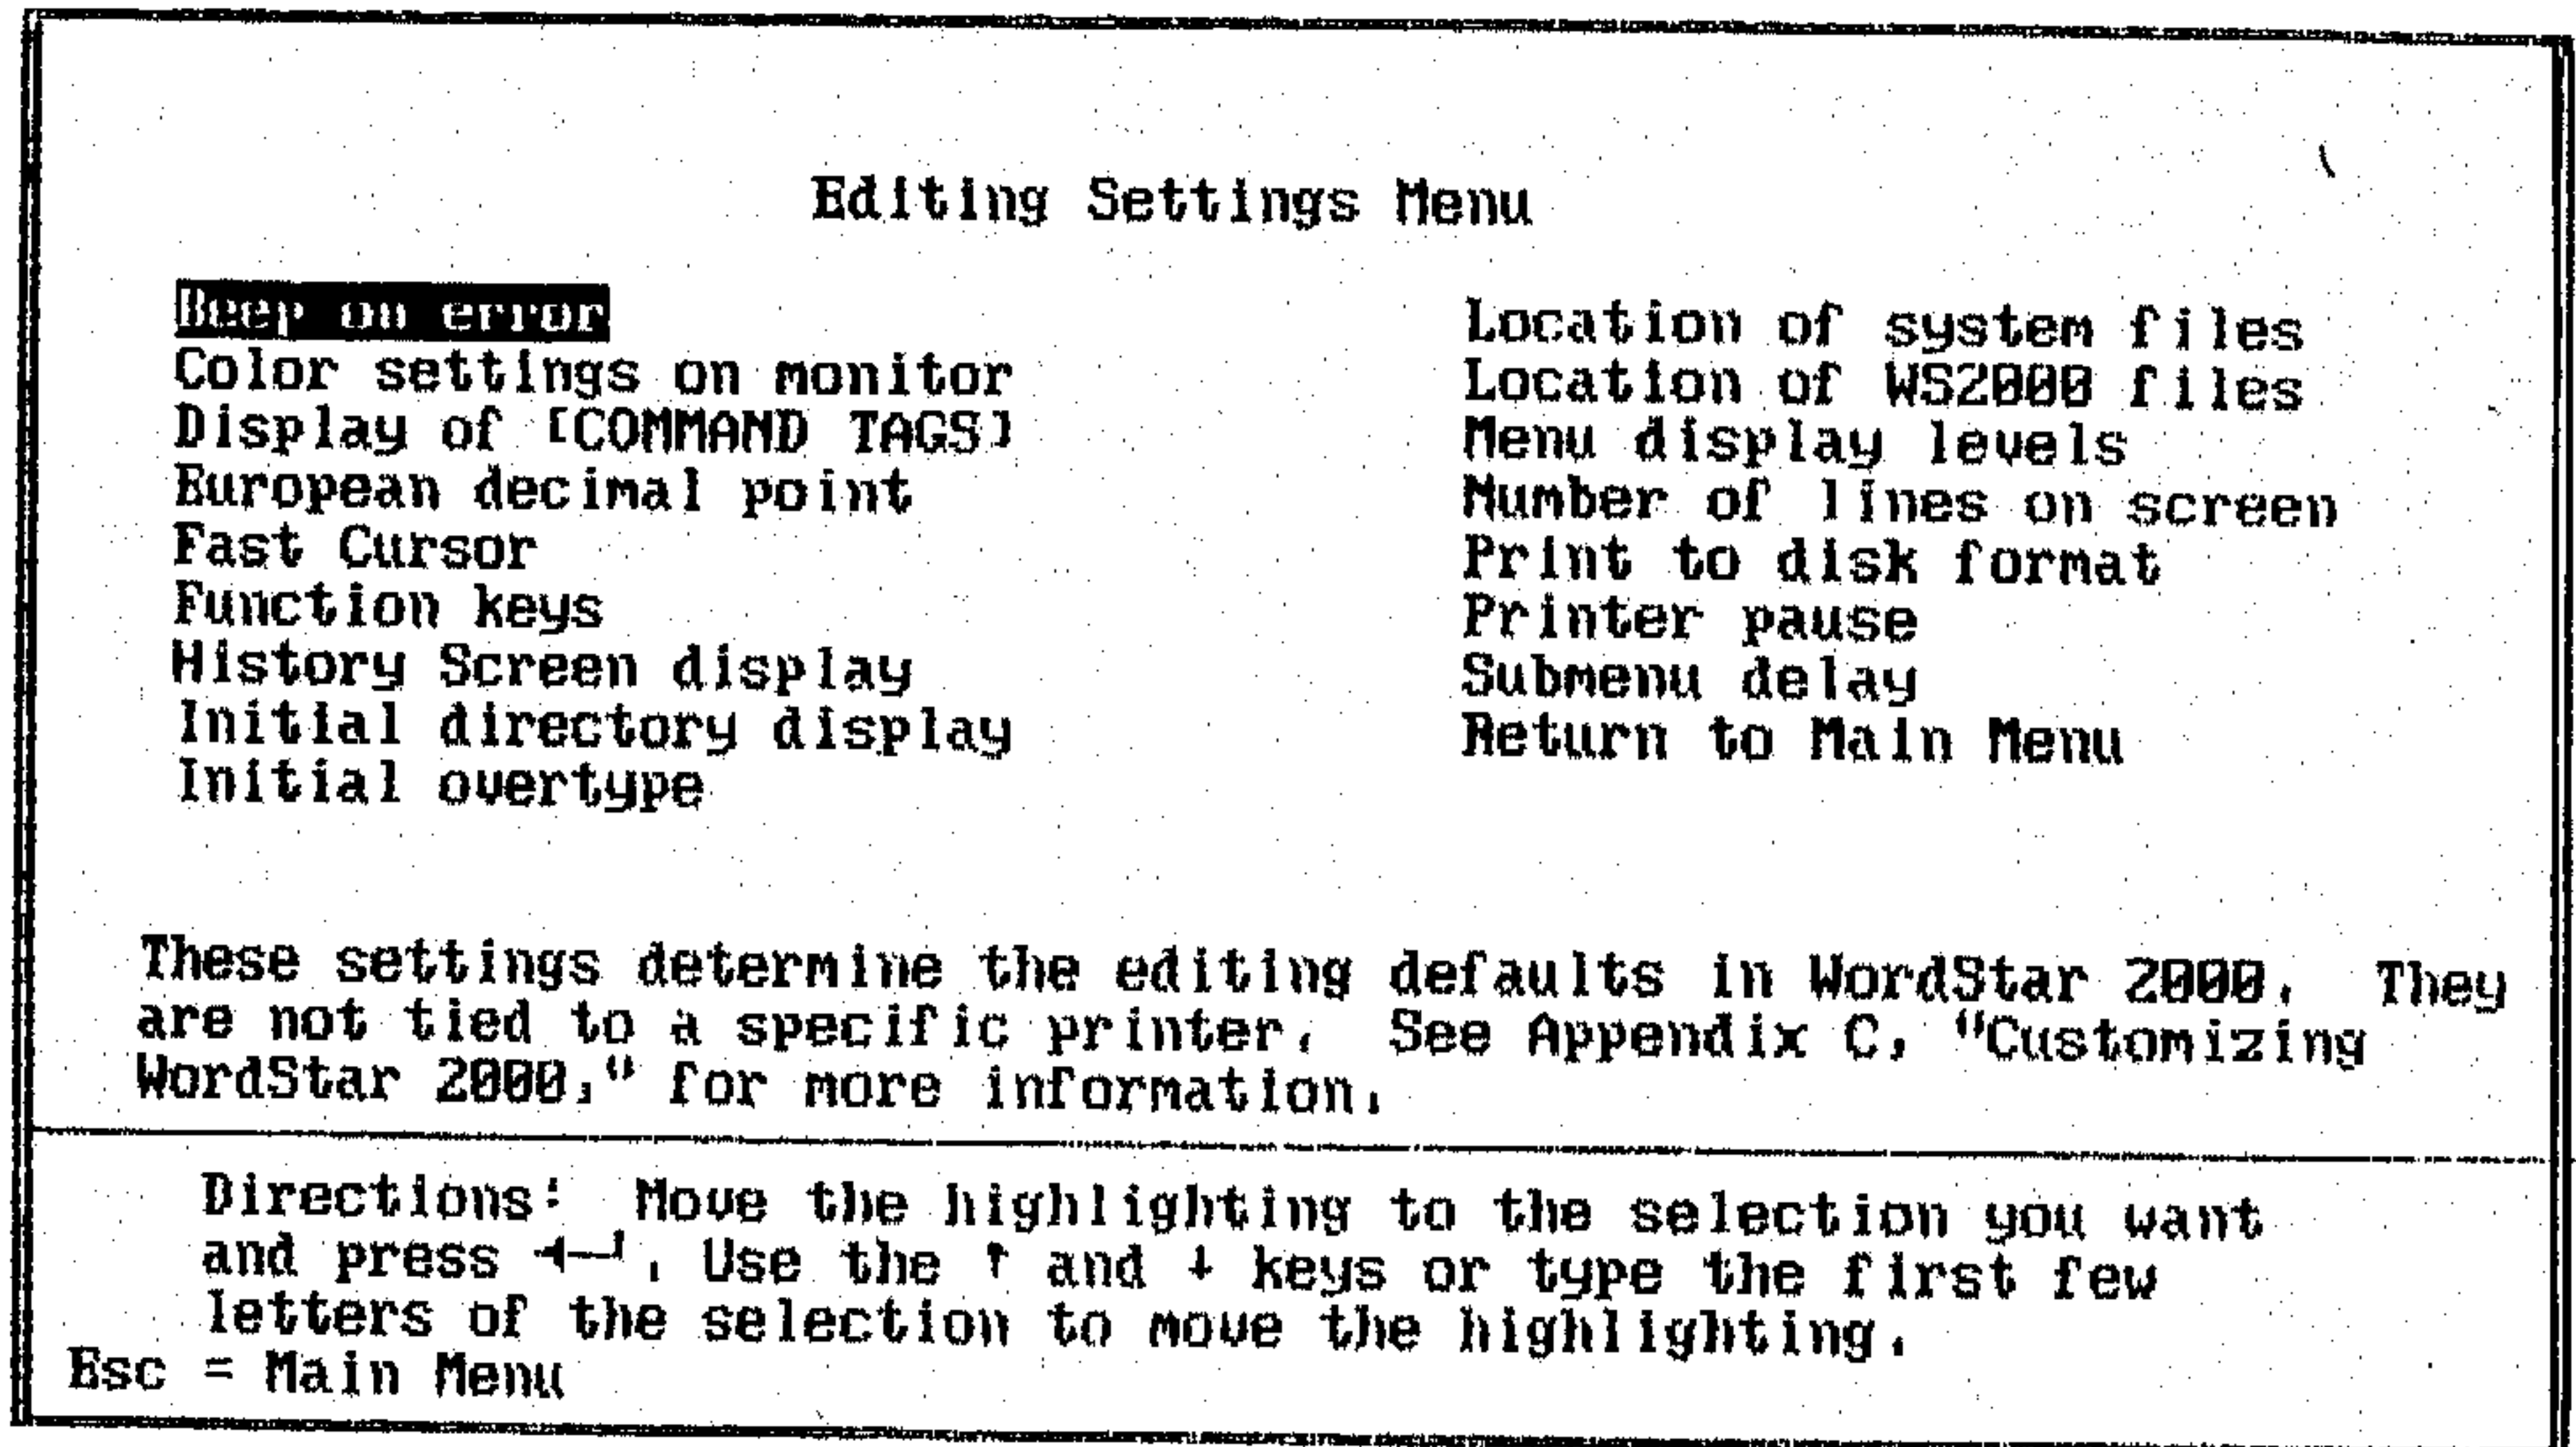 Editing Settings Menu
Beep on error
Color settings on monitor
Display of [COMMAND TAGS]
European decimal point
Fast Cursor
Function keys
History Screen display
Initial directory display
Initial overtype
Location of system files
Location of WS2000 files
Menu display levels
Number of lines on screen
Print to disk format
Printer pause
Submenu delay
Return to Main Menu
These settings determine the editing defaults in WordStar 2000. They
are not tied to a specific printer. See Appendix C, "Customizing
WordStar 2000," for more information.
Directions: Move the highlighting to the selection you want
and press ◄─┘. Use the ↑ and ↓ keys or type the first few
letters of the selection to move the highlighting.
Esc = Main Menu